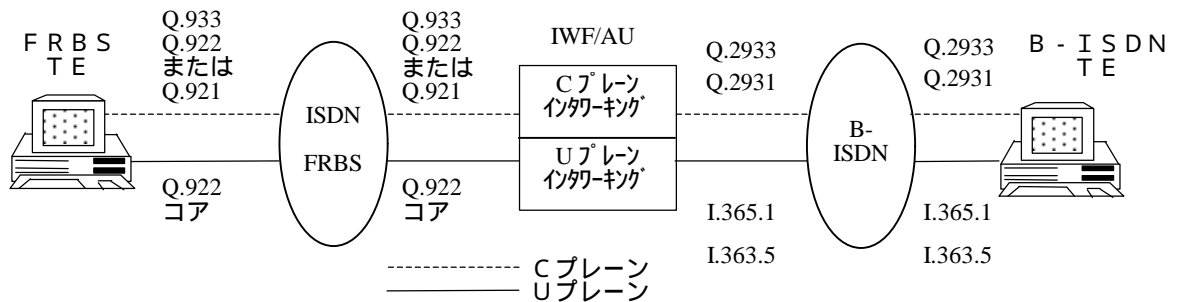 ＦＲＢＳ
ＴＥ
Q.933
Q.922
または
Q.921
Q.922
コア
ISDN
FRBS
Q.933
Q.922
または
Q.921
Q.922
コア
IWF/AU
Cプレーン
インタワーキング
Uプレーン
インタワーキング
Q.2933
Q.2931
I.365.1
I.363.5
B-
ISDN
Q.2933
Q.2931
I.365.1
I.363.5
Ｂ‐ＩＳＤＮ
ＴＥ
Ｃプレーン
Ｕプレーン